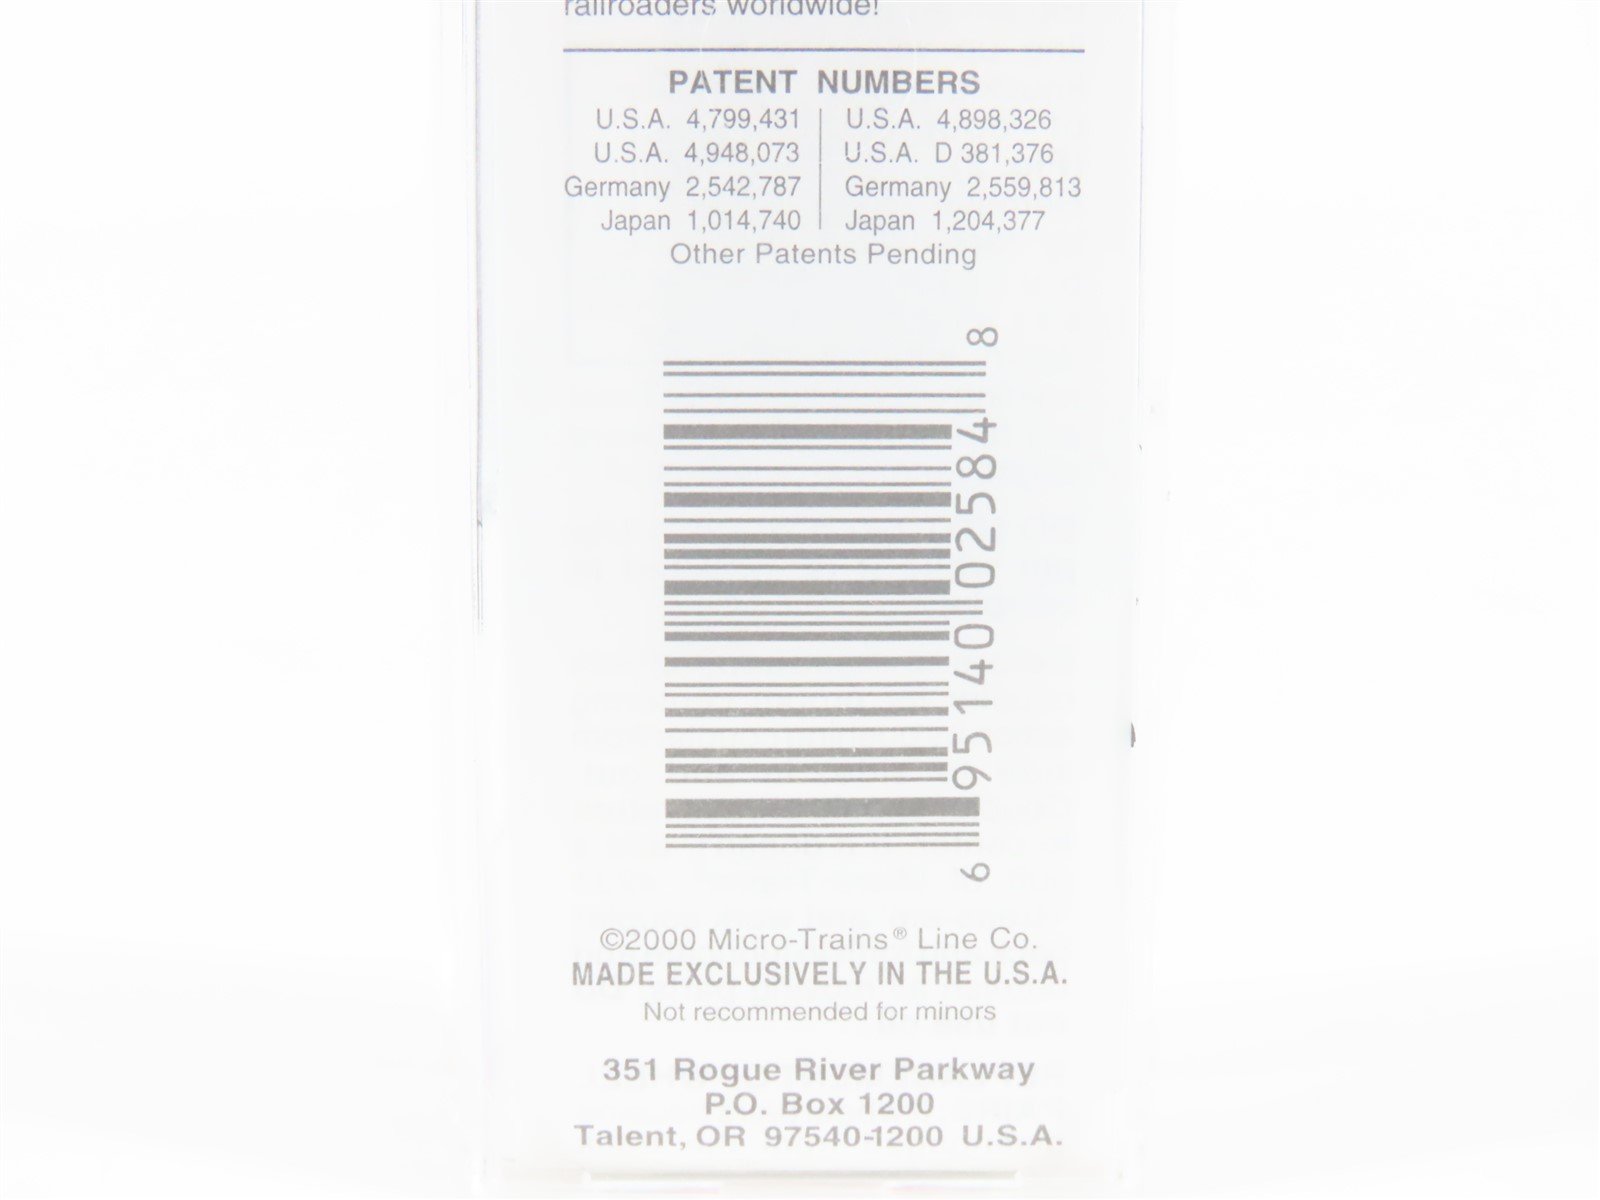 railroaders worldwide!
PATENT NUMBERS
U.S.A. 4,799,431 | U.S.A. 4,898,326
U.S.A. 4,948,073 | U.S.A. D 381,376
Germany 2,542,787 | Germany 2,559,813
Japan 1,014,740 | Japan 1,204,377
Other Patents Pending
6 95140 02584 8
©2000 Micro-Trains® Line Co.
MADE EXCLUSIVELY IN THE U.S.A.
Not recommended for minors
351 Rogue River Parkway
P.O. Box 1200
Talent, OR 97540-1200 U.S.A.